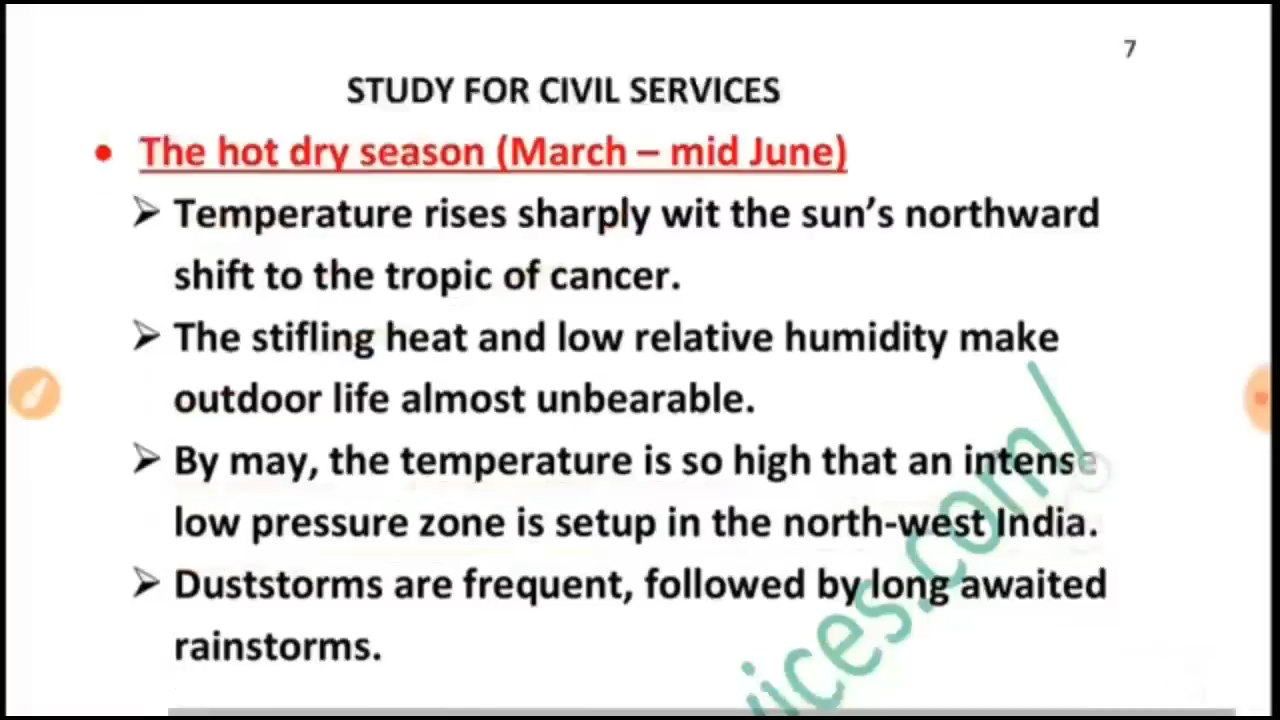 7
STUDY FOR CIVIL SERVICES
• The hot dry season (March – mid June)
➢ Temperature rises sharply wit the sun's northward
shift to the tropic of cancer.
➢ The stifling heat and low relative humidity make
outdoor life almost unbearable.
➢ By may, the temperature is so high that an intense
low pressure zone is setup in the north-west India.
➢ Duststorms are frequent, followed by long awaited
rainstorms.
vices.com/